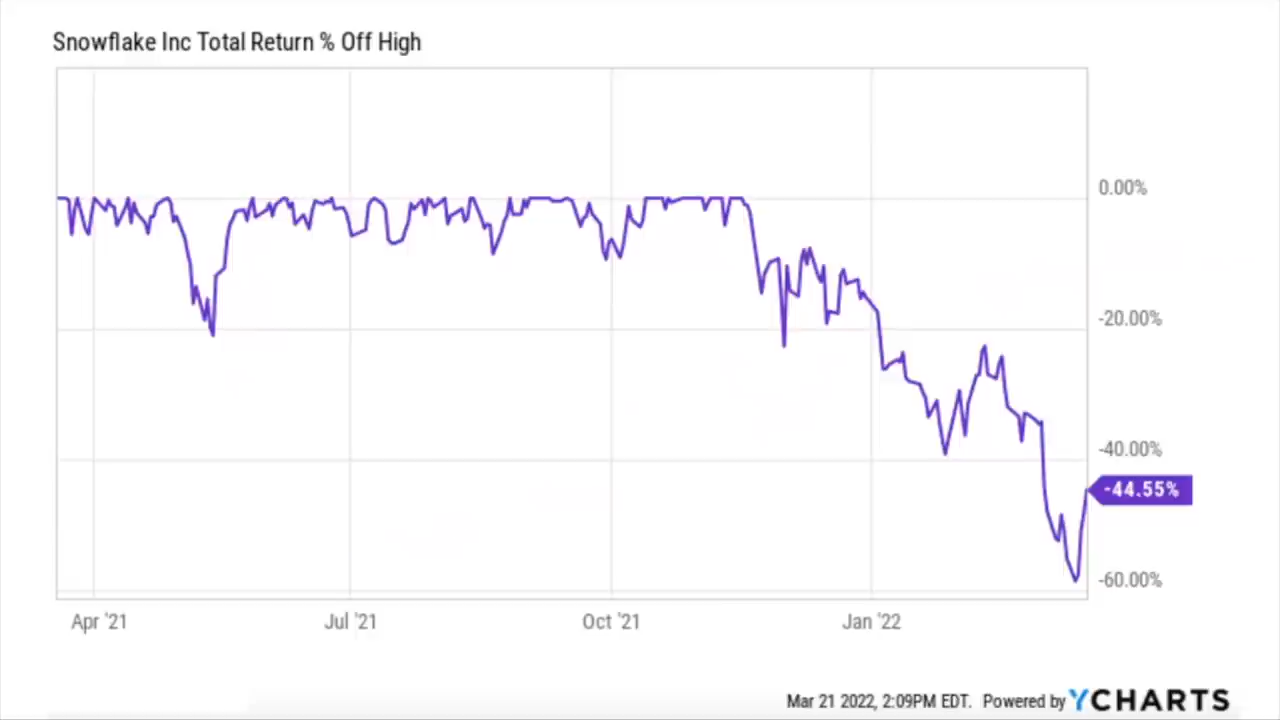 Snowflake Inc Total Return % Off High
0.00%
-20.00%
-40.00%
-44.55%
-60.00%
Apr '21 Jul '21 Oct '21 Jan '22
Mar 21 2022, 2:09PM EDT. Powered by YCHARTS